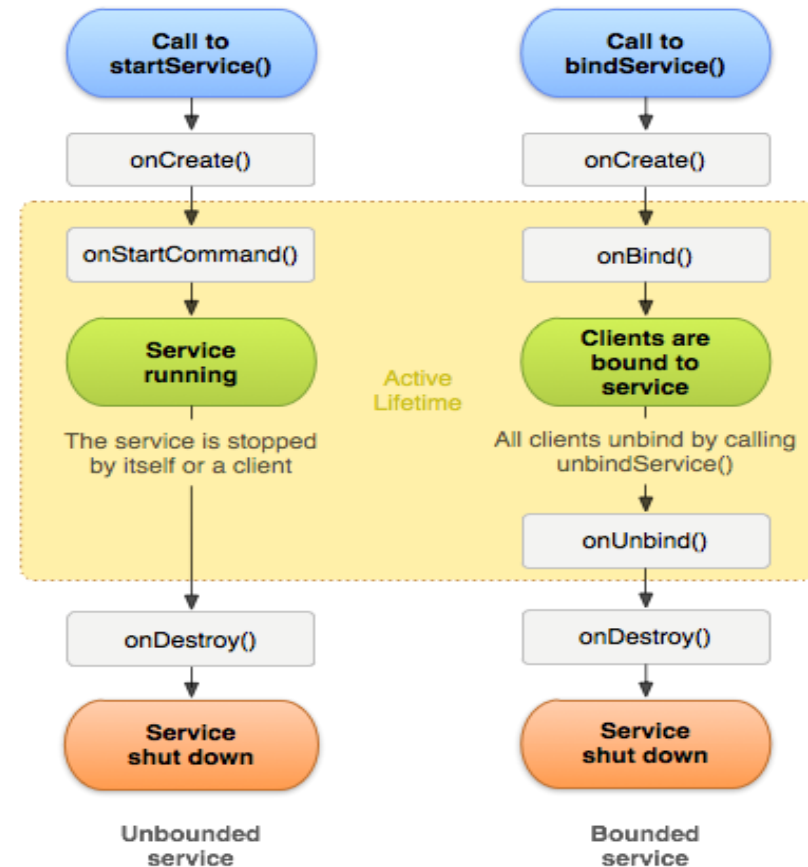 Call to
startService()
onCreate()
onStartCommand()
Service
running
The service is stopped
by itself or a client
onDestroy()
Service
shut down
Unbounded
service
Active
Lifetime
Call to
bindService()
onCreate()
onBind()
Clients are
bound to
service
All clients unbind by calling
unbindService()
onUnbind()
onDestroy()
Service
shut down
Bounded
service